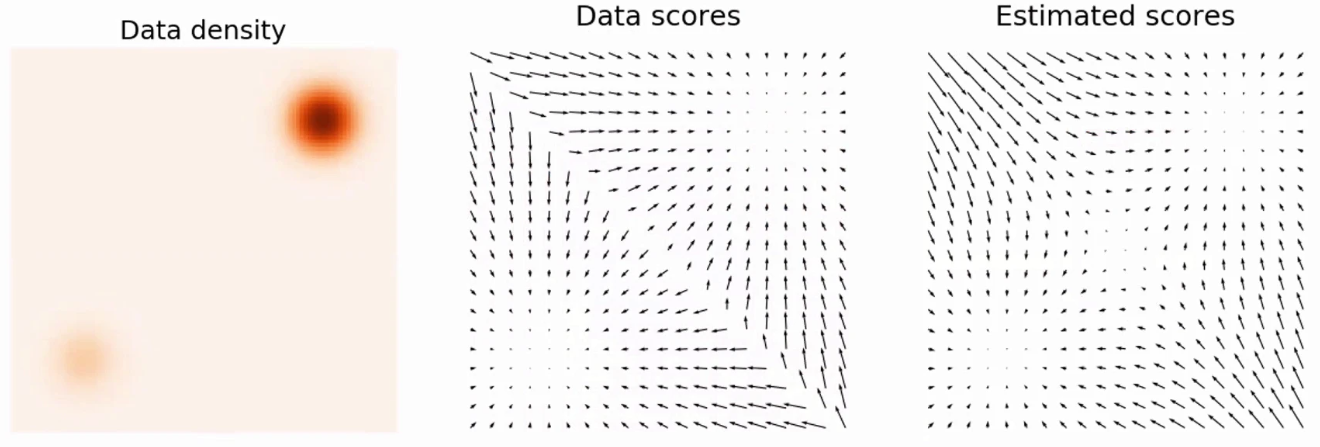 Data density
Data scores
Estimated scores